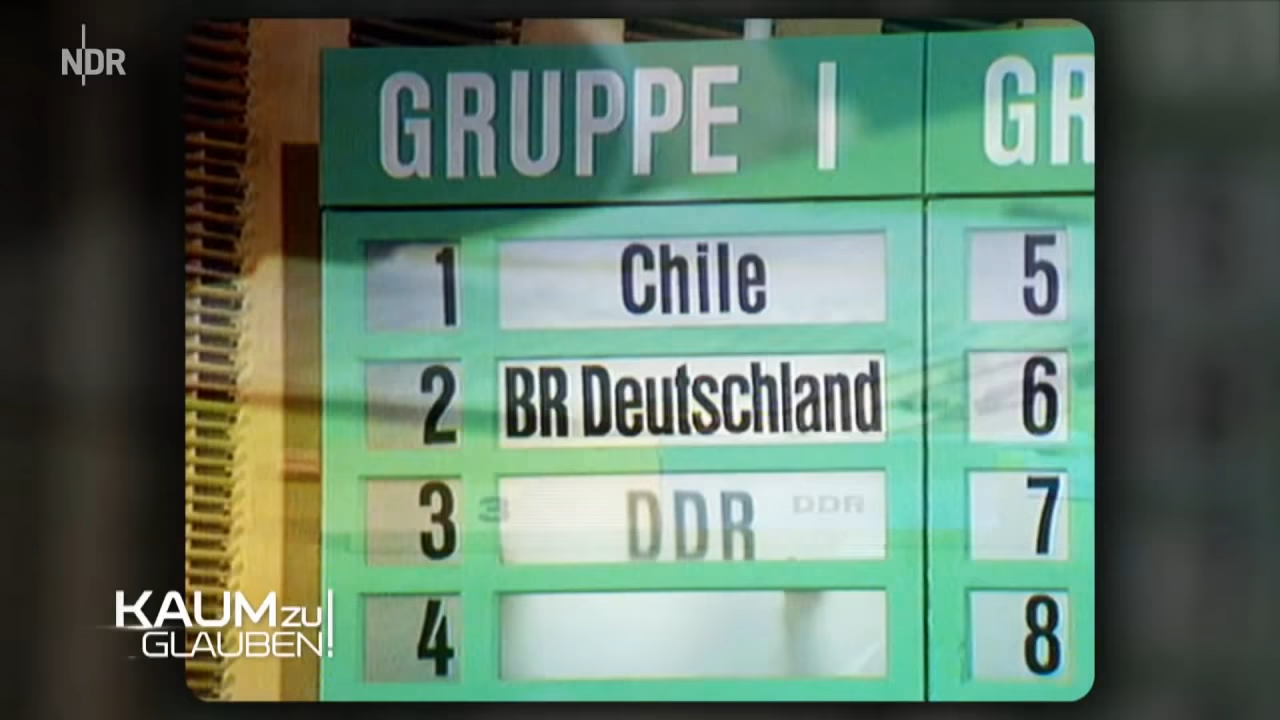 NDR
GRUPPE I
GR
1 Chile 5
2 BR Deutschland 6
3 3 DDR DDR 7
4 8
KAUM ZU
GLAUBEN!